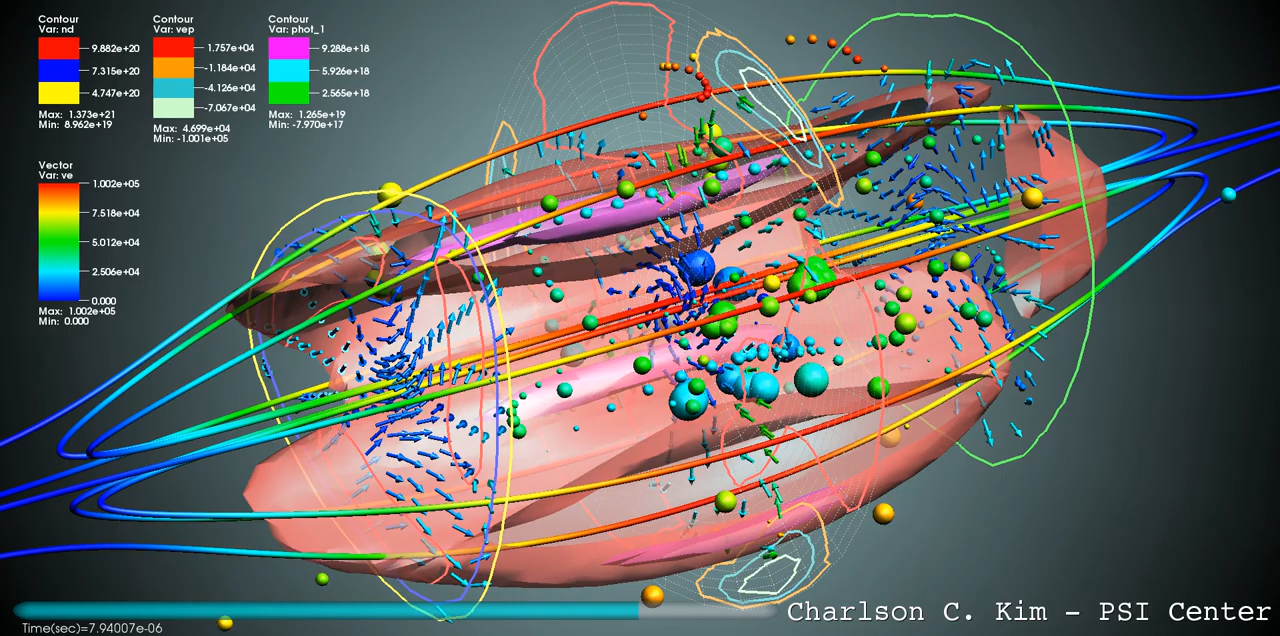 Contour
Var: nd
9.882e+20
7.315e+20
4.747e+20
Max: 1.373e+21
Min: 8.962e+19
Contour
Var: vep
1.757e+04
-1.184e+04
-4.126e+04
-7.067e+04
Max: 4.699e+04
Min: -1.001e+05
Contour
Var: phot_1
9.288e+18
5.926e+18
2.565e+18
Max: 1.265e+19
Min: -7.970e+17
Vector
Var: ve
1.002e+05
7.518e+04
5.012e+04
2.506e+04
0.000
Max: 1.002e+05
Min: 0.000
Charlson C. Kim - PSI Center
Time(sec)=7.94007e-06